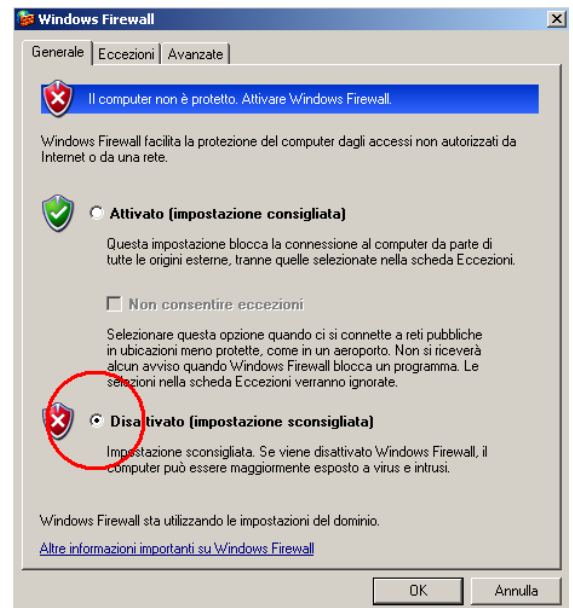 Windows Firewall
Generale
Eccezioni
Avanzate
Il computer non è protetto. Attivare Windows Firewall.
Windows Firewall facilita la protezione del computer dagli accessi non autorizzati da
Internet o da una rete.
Attivato (impostazione consigliata)
Questa impostazione blocca la connessione al computer da parte di
tutte le origini esterne, tranne quelle selezionate nella scheda Eccezioni.
Non consentire eccezioni
Selezionare questa opzione quando ci si connette a reti pubbliche
in ubicazioni meno protette, come in un aeroporto. Non si riceverà
alcun avviso quando Windows Firewall blocca un programma. Le
selezioni nella scheda Eccezioni verranno ignorate.
Disattivato (impostazione sconsigliata)
Impostazione sconsigliata. Se viene disattivato Windows Firewall, il
computer può essere maggiormente esposto a virus e intrusi.
Windows Firewall sta utilizzando le impostazioni del dominio.
Altre informazioni importanti su Windows Firewall
OK
Annulla